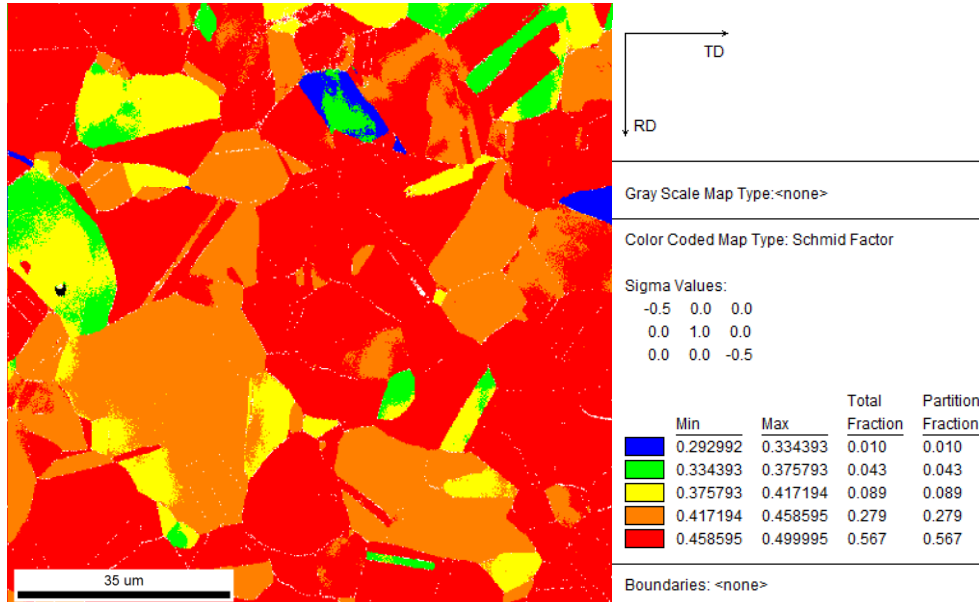 TD
RD
Gray Scale Map Type:<none>
Color Coded Map Type: Schmid Factor
Sigma Values:
-0.5 0.0 0.0
0.0 1.0 0.0
0.0 0.0 -0.5
Total Partition
Min Max Fraction Fraction
0.292992 0.334393 0.010 0.010
0.334393 0.375793 0.043 0.043
0.375793 0.417194 0.089 0.089
0.417194 0.458595 0.279 0.279
0.458595 0.499995 0.567 0.567
Boundaries: <none>
35 um